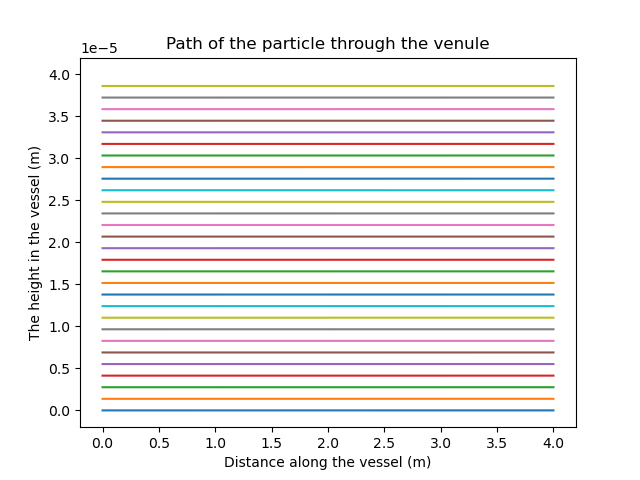 Path of the particle through the venule
1e−5
4.0
3.5
3.0
2.5
2.0
1.5
1.0
0.5
0.0
The height in the vessel (m)
0.0 0.5 1.0 1.5 2.0 2.5 3.0 3.5 4.0
Distance along the vessel (m)